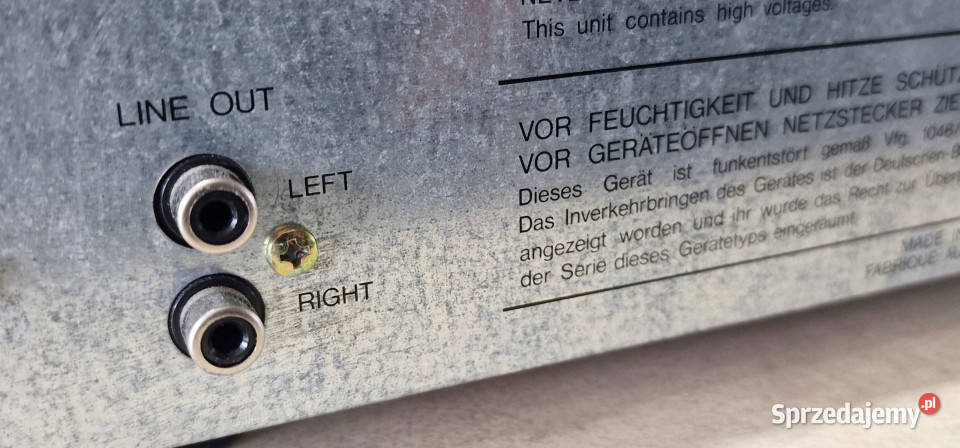 This unit contains high voltages.
LINE OUT
LEFT
RIGHT
VOR FEUCHTIGKEIT UND HITZE
VOR GERÄTEÖFFNEN NETZSTECKER
Dieses Gerät ist funkentstört gemäß Vfg. 1046/
Das Inverkehrbringen des Gerätes ist der Deutschen
angezeigt worden und ihr wurde das Recht zur
der Serie dieses Gerätetyps eingeräumt.
MADE
FABRIQUE
Sprzedajemy.pl